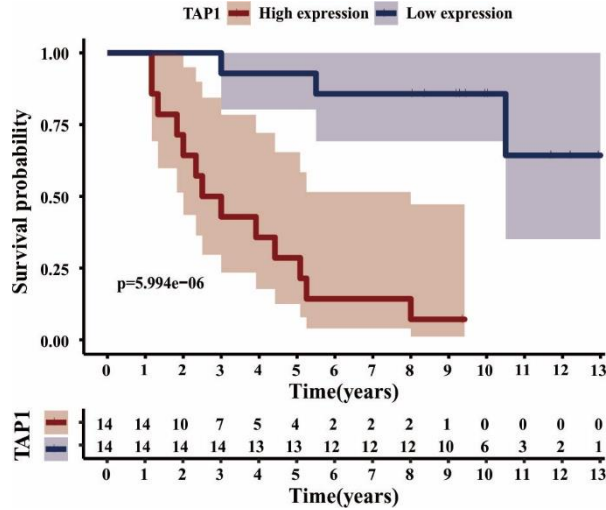 TAP1 High expression Low expression
1.00
0.75
0.50
0.25
0.00
Survival probability
p=5.994e−06
0 1 2 3 4 5 6 7 8 9 10 11 12 13
Time(years)
TAP1
14 14 10 7 5 4 2 2 2 1 0 0 0 0
14 14 14 14 13 13 12 12 12 10 6 3 2 1
0 1 2 3 4 5 6 7 8 9 10 11 12 13
Time(years)